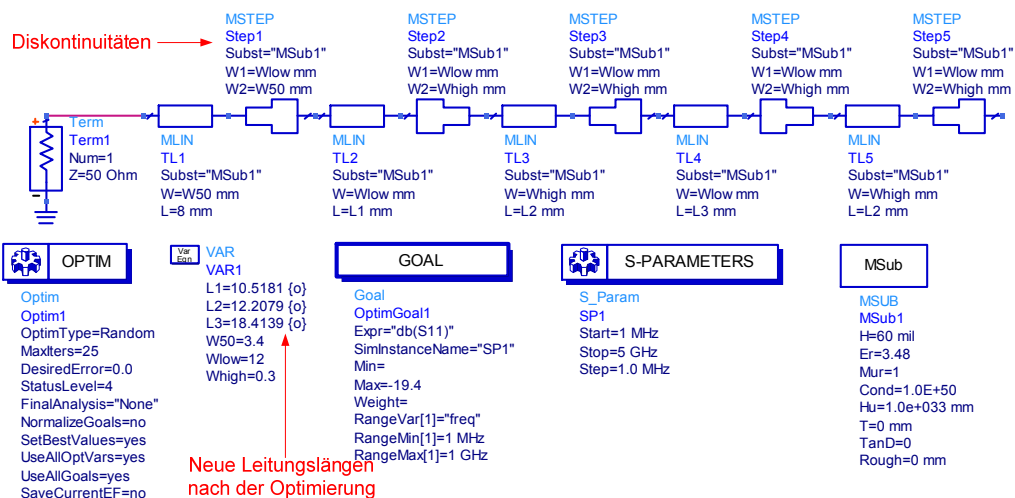 Diskontinuitäten
MSTEP
Step1
Subst="MSub1"
W1=Wlow mm
W2=W50 mm
MSTEP
Step2
Subst="MSub1"
W1=Wlow mm
W2=Whigh mm
MSTEP
Step3
Subst="MSub1"
W1=Wlow mm
W2=Whigh mm
MSTEP
Step4
Subst="MSub1"
W1=Wlow mm
W2=Whigh mm
MSTEP
Step5
Subst="MSub1"
W1=Wlow mm
W2=Whigh mm
Term
Term1
Num=1
Z=50 Ohm
MLIN
TL1
Subst="MSub1"
W=W50 mm
L=8 mm
MLIN
TL2
Subst="MSub1"
W=Wlow mm
L=L1 mm
MLIN
TL3
Subst="MSub1"
W=Whigh mm
L=L2 mm
MLIN
TL4
Subst="MSub1"
W=Wlow mm
L=L3 mm
MLIN
TL5
Subst="MSub1"
W=Whigh mm
L=L2 mm
OPTIM
Optim
Optim1
OptimType=Random
MaxIters=25
DesiredError=0.0
StatusLevel=4
FinalAnalysis="None"
NormalizeGoals=no
SetBestValues=yes
UseAllOptVars=yes
UseAllGoals=yes
SaveCurrentEF=no
Var
Eqn
VAR
VAR1
L1=10.5181 {o}
L2=12.2079 {o}
L3=18.4139 {o}
W50=3.4
Wlow=12
Whigh=0.3
Neue Leitungslängen
nach der Optimierung
GOAL
Goal
OptimGoal1
Expr="db(S11)"
SimInstanceName="SP1"
Min=
Max=-19.4
Weight=
RangeVar[1]="freq"
RangeMin[1]=1 MHz
RangeMax[1]=1 GHz
S-PARAMETERS
S_Param
SP1
Start=1 MHz
Stop=5 GHz
Step=1.0 MHz
MSub
MSUB
MSub1
H=60 mil
Er=3.48
Mur=1
Cond=1.0E+50
Hu=1.0e+033 mm
T=0 mm
TanD=0
Rough=0 mm